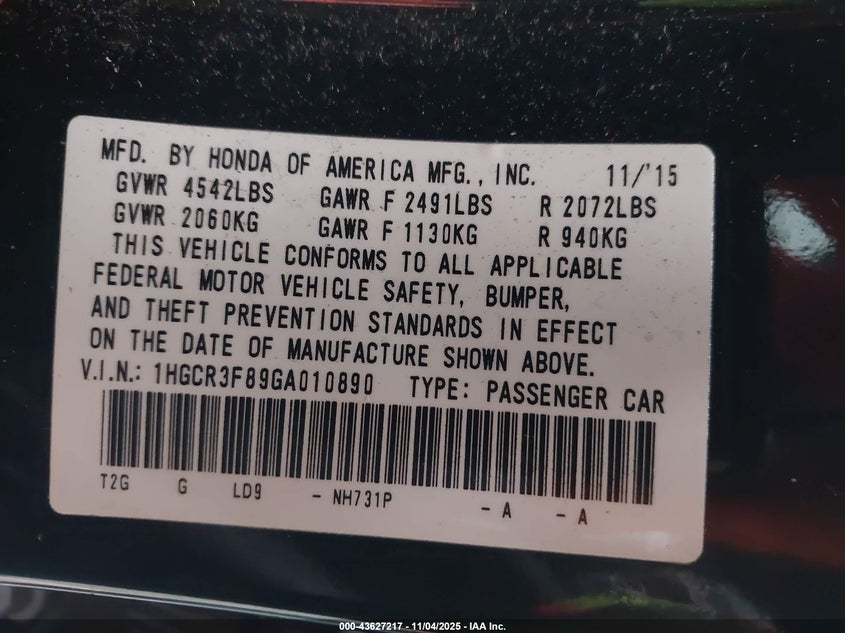 MFD. BY HONDA OF AMERICA MFG., INC. 11/'15
GVWR 4542LBS GAWR F 2491LBS R 2072LBS
GVWR 2060KG GAWR F 1130KG R 940KG
THIS VEHICLE CONFORMS TO ALL APPLICABLE
FEDERAL MOTOR VEHICLE SAFETY, BUMPER,
AND THEFT PREVENTION STANDARDS IN EFFECT
ON THE DATE OF MANUFACTURE SHOWN ABOVE.
V.I.N.: 1HGCR3F89GA010890 TYPE: PASSENGER CAR
T2G G LD9 - NH731P - A - A
000-43627217 - 11/04/2025 - IAA Inc.